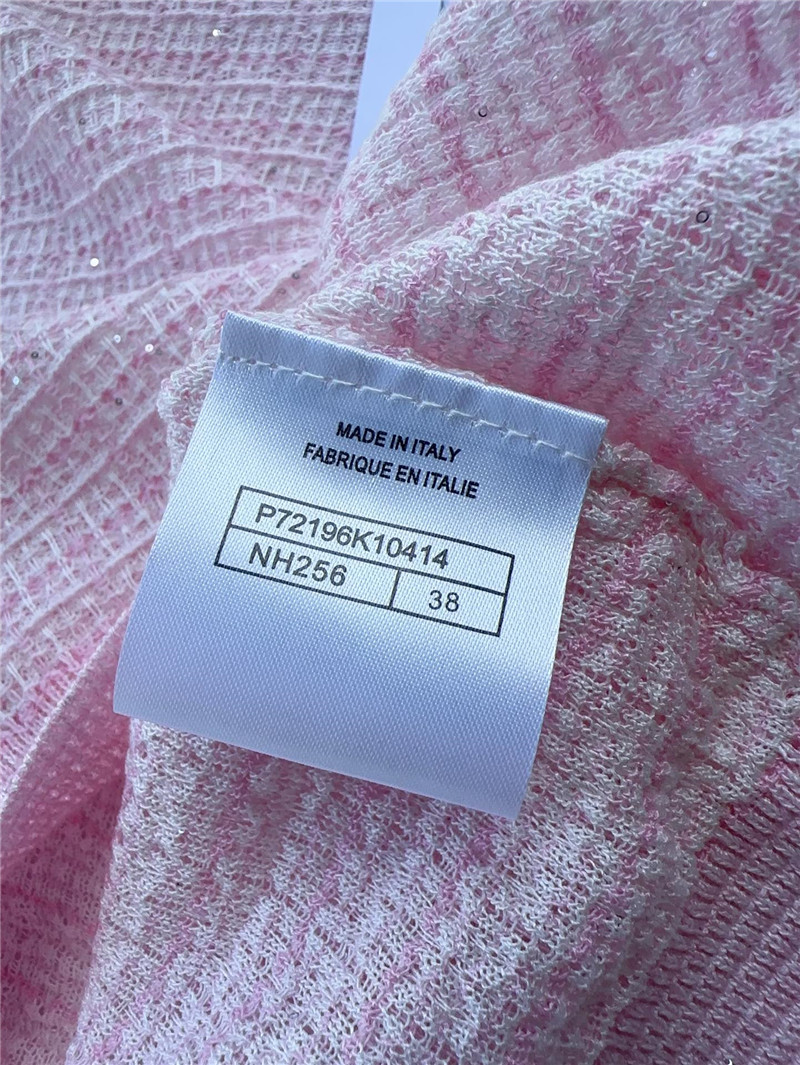 MADE IN ITALY
FABRIQUE EN ITALIE
P72196K10414
NH256 38